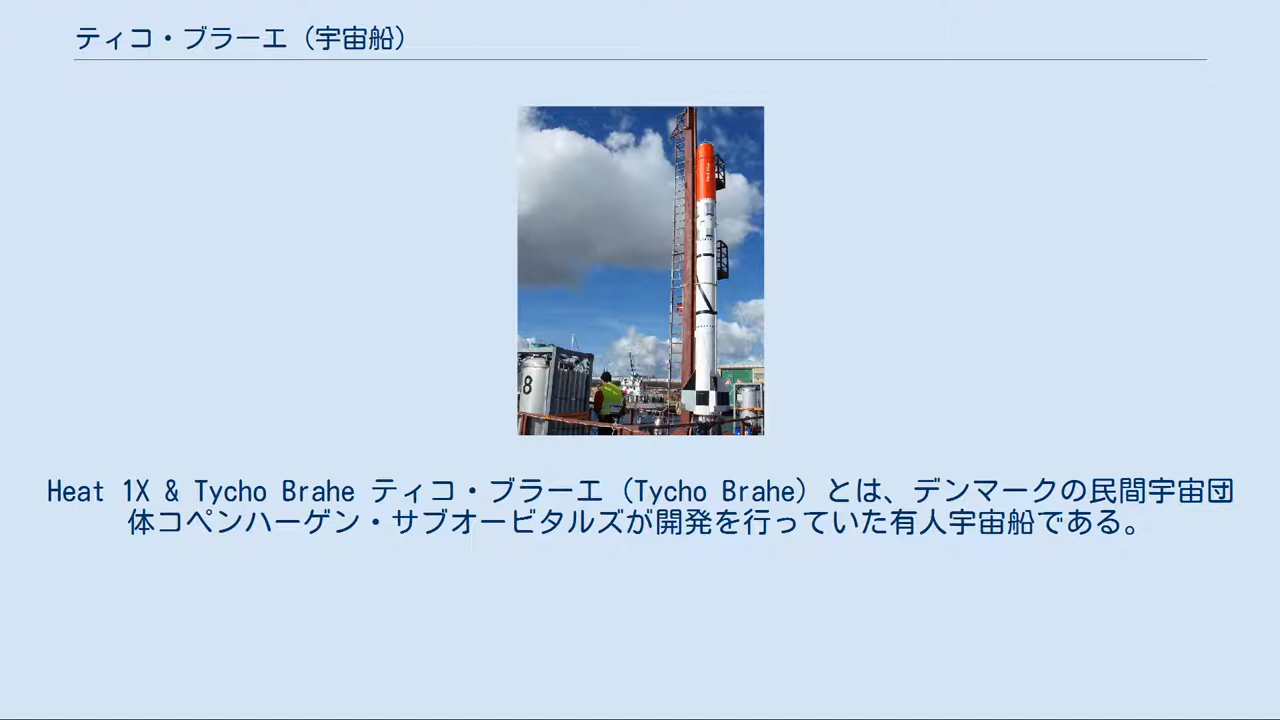 ティコ・ブラーエ（宇宙船）
8
Heat 1X & Tycho Brahe ティコ・ブラーエ（Tycho Brahe）とは、デンマークの民間宇宙団
体コペンハーゲン・サブオービタルズが開発を行っていた有人宇宙船である。